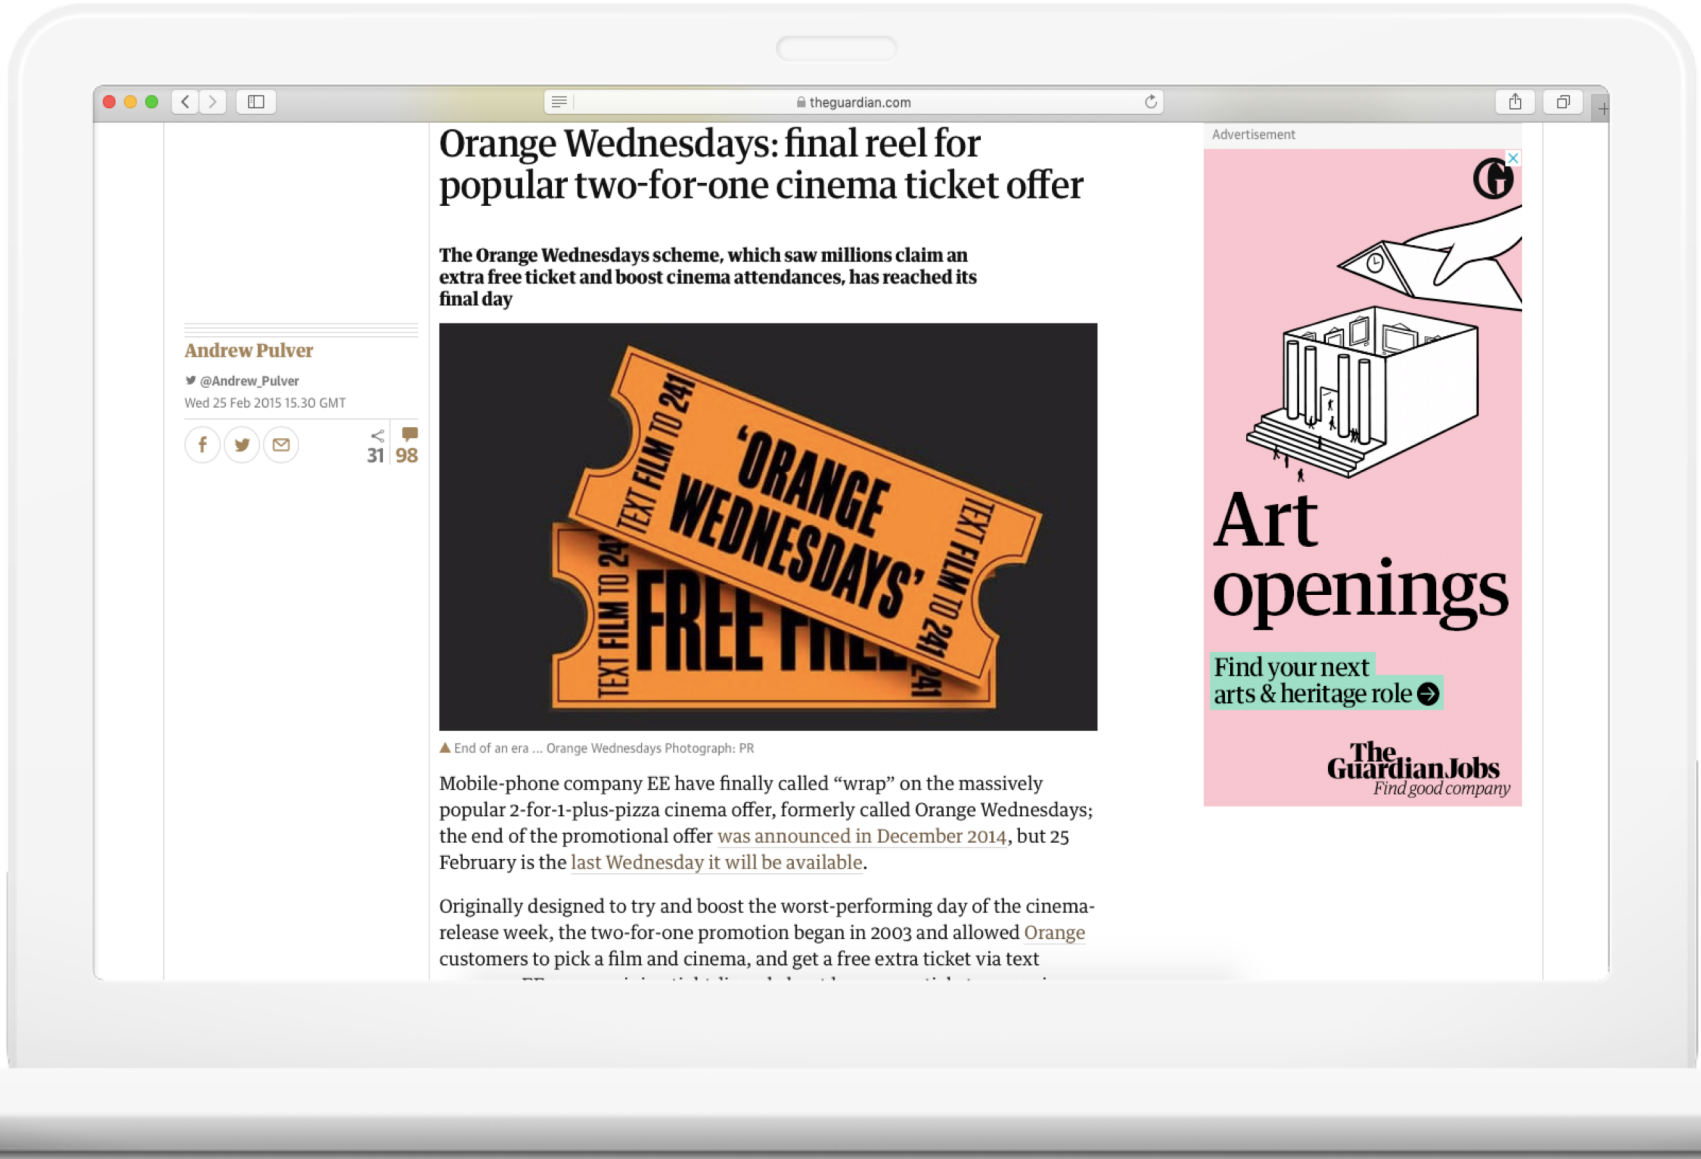 theguardian.com
Orange Wednesdays: final reel for
popular two-for-one cinema ticket offer
The Orange Wednesdays scheme, which saw millions claim an
extra free ticket and boost cinema attendances, has reached its
final day
Andrew Pulver
@Andrew_Pulver
Wed 25 Feb 2015 15.30 GMT
31 98
TEXT FILM TO 241
'ORANGE
WEDNESDAYS'
TEXT FILM TO 241
TEXT FILM TO 241
FREE
241
End of an era ... Orange Wednesdays Photograph: PR
Mobile-phone company EE have finally called “wrap” on the massively
popular 2-for-1-plus-pizza cinema offer, formerly called Orange Wednesdays;
the end of the promotional offer was announced in December 2014, but 25
February is the last Wednesday it will be available.
Originally designed to try and boost the worst-performing day of the cinema-
release week, the two-for-one promotion began in 2003 and allowed Orange
customers to pick a film and cinema, and get a free extra ticket via text
Advertisement
Art
openings
Find your next
arts & heritage role
The
Guardian Jobs
Find good company